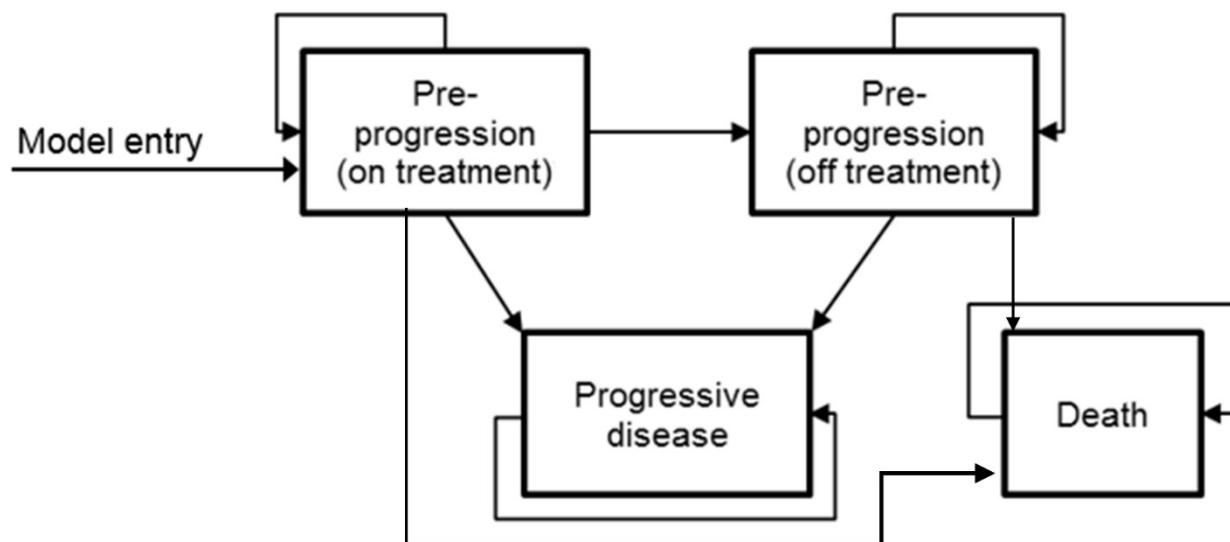 Model entry
Pre-
progression
(on treatment)
Pre-
progression
(off treatment)
Progressive
disease
Death